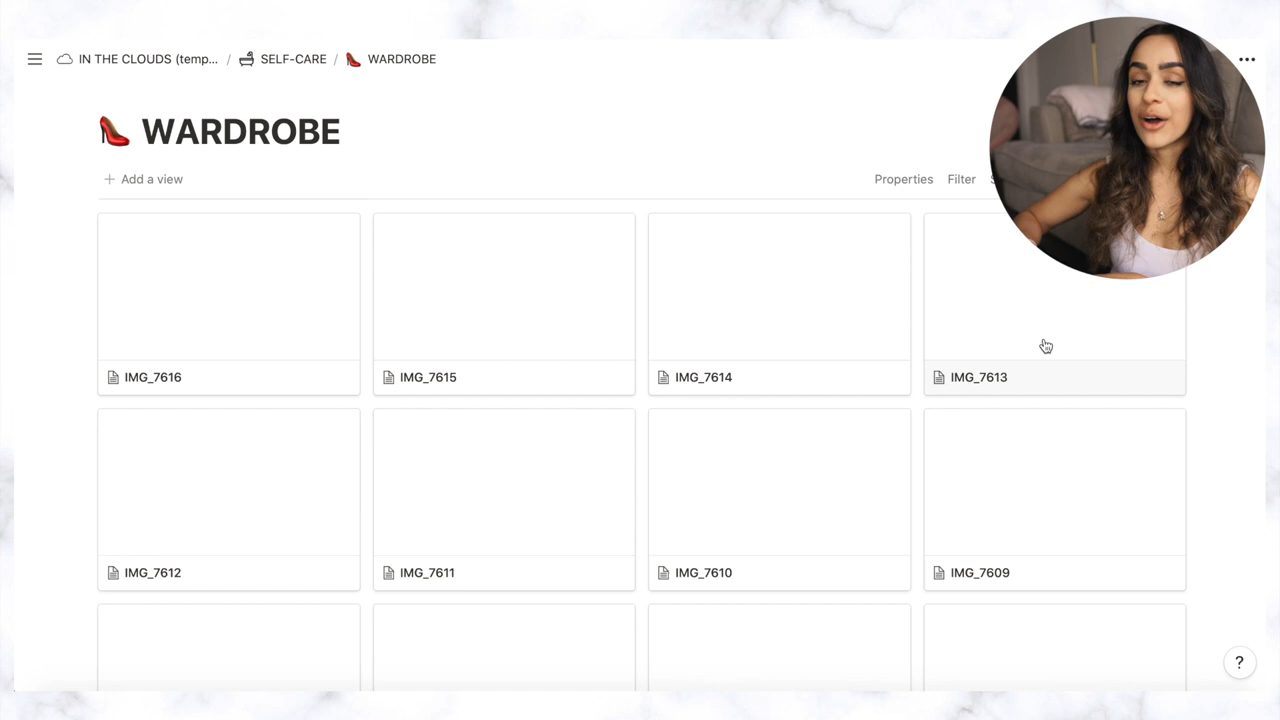 IN THE CLOUDS (temp... / SELF-CARE / WARDROBE
WARDROBE
+ Add a view
Properties Filter
IMG_7616
IMG_7615
IMG_7614
IMG_7613
IMG_7612
IMG_7611
IMG_7610
IMG_7609
?